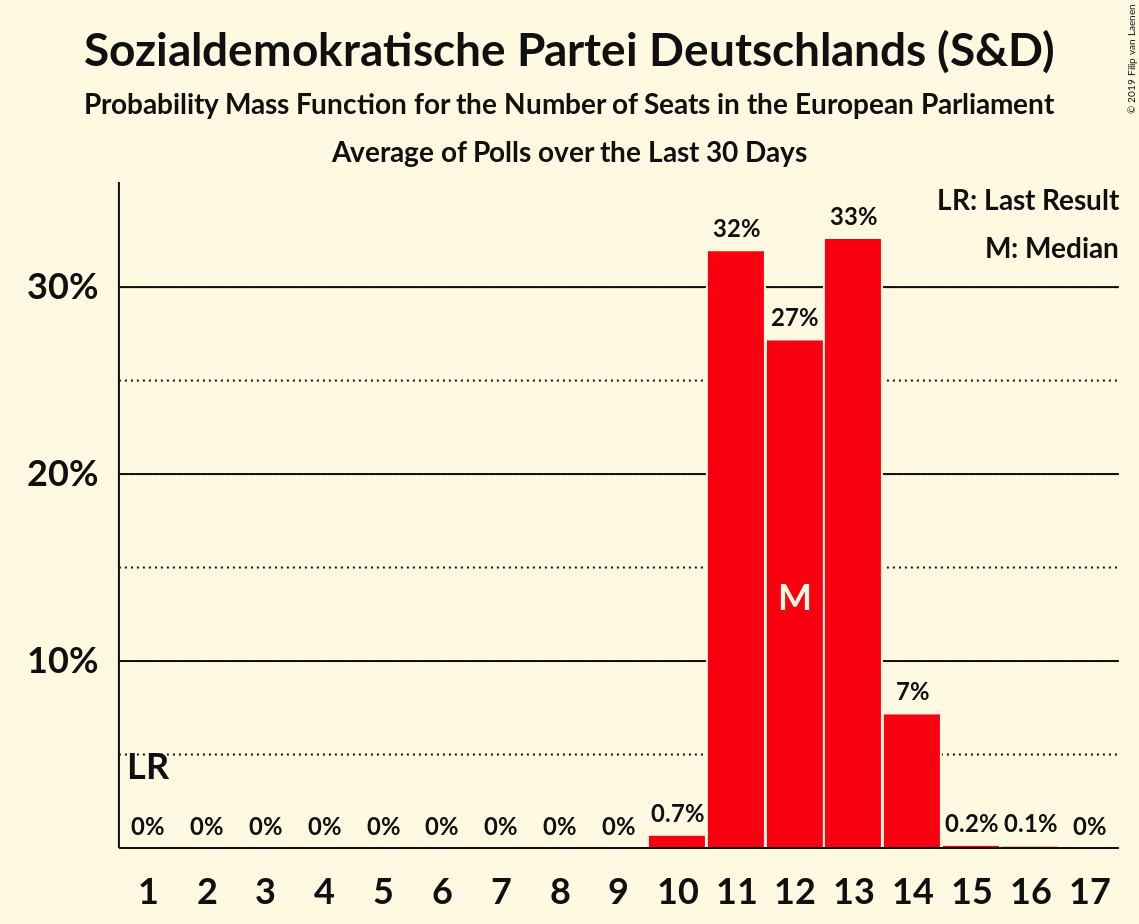 Sozialdemokratische Partei Deutschlands (S&D)
Probability Mass Function for the Number of Seats in the European Parliament
Average of Polls over the Last 30 Days
© 2019 Filip van Laenen
LR: Last Result
M: Median
30%
20%
10%
LR
M
0% 0% 0% 0% 0% 0% 0% 0% 0% 0.7% 32% 27% 33% 7% 0.2% 0.1% 0%
1 2 3 4 5 6 7 8 9 10 11 12 13 14 15 16 17